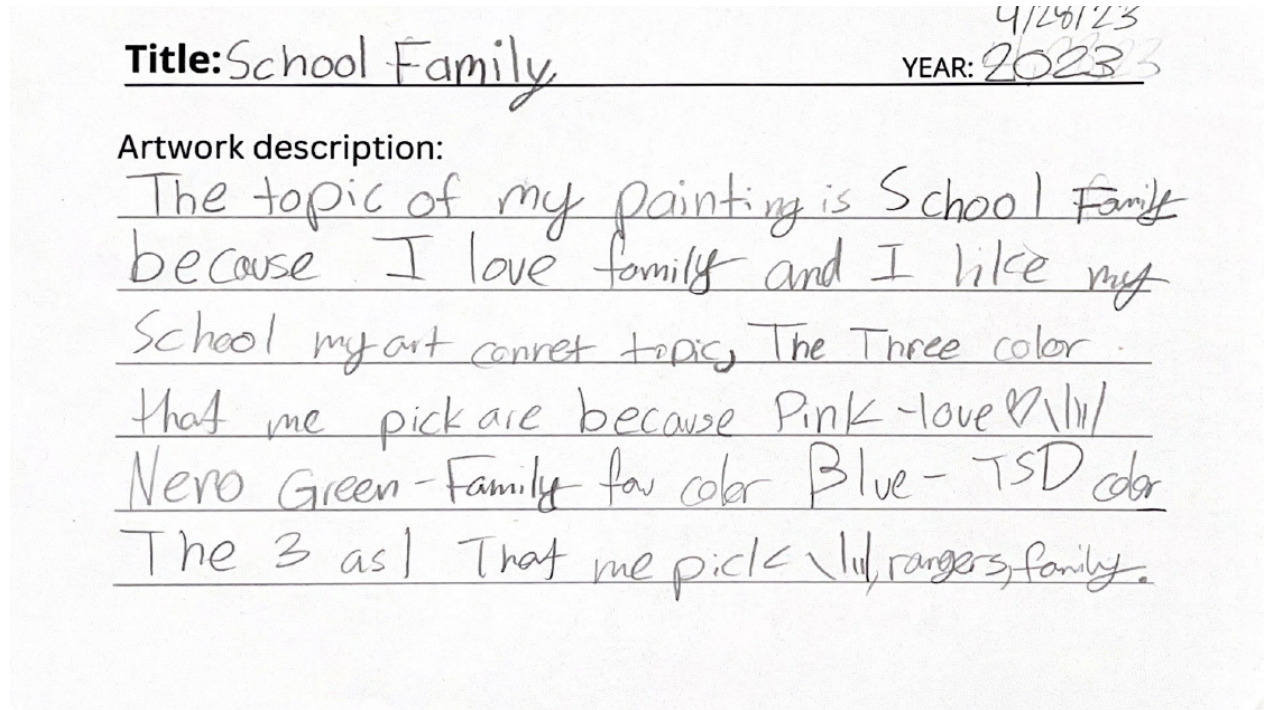 4/28/23
Title: School Family YEAR: 2023
Artwork description:
The topic of my painting is School Family
because I love family and I like my
School my art conret topic, The Three color
that me pick are because Pink -love ♡\|||/
Nero Green - Family fav color Blue - TSD color
The 3 asl That me pick \|||, rangers, family.